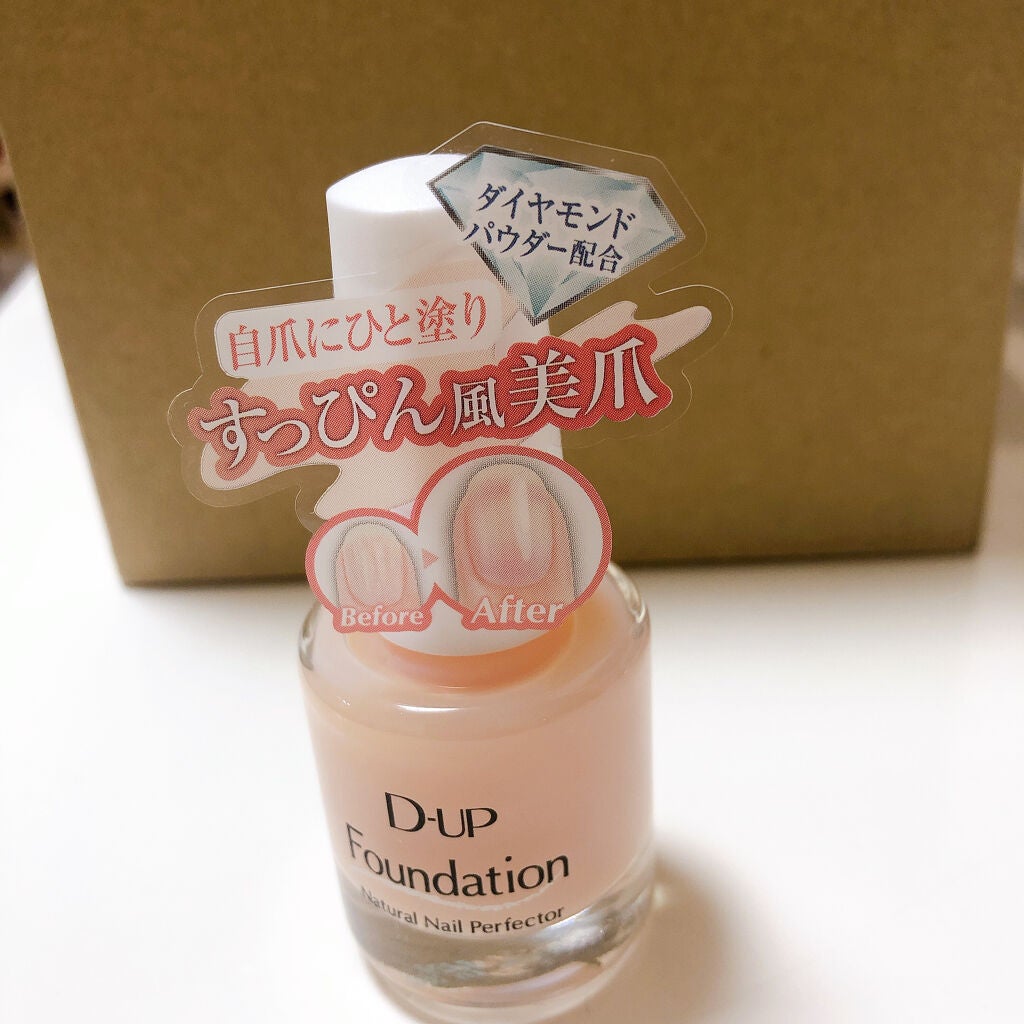 ダイヤモンド
パウダー配合
自爪にひと塗り
すっぴん風美爪
Before
After
D-UP
Foundation
Natural Nail Perfector